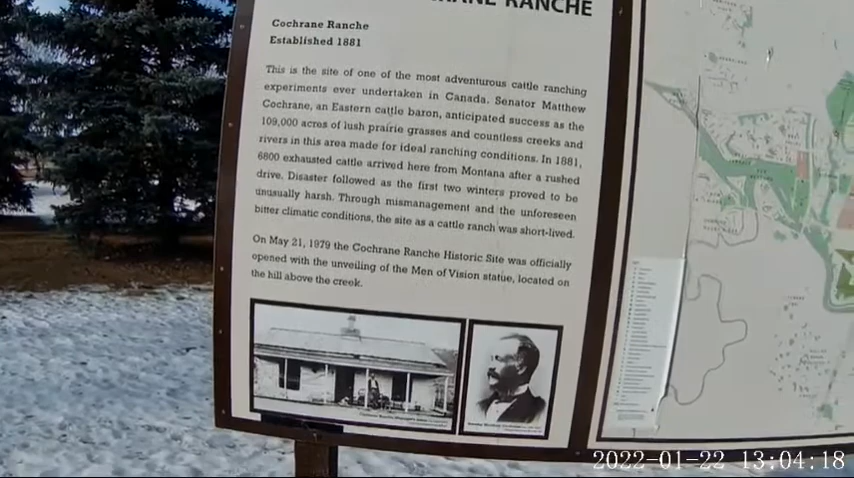 RANCHE
Cochrane Ranche
Established 1881
This is the site of one of the most adventurous cattle ranching
experiments ever undertaken in Canada. Senator Matthew
Cochrane, an Eastern cattle baron, anticipated success as the
109,000 acres of lush prairie grasses and countless creeks and
rivers in this area made for ideal ranching conditions. In 1881,
6800 exhausted cattle arrived here from Montana after a rushed
drive. Disaster followed as the first two winters proved to be
unusually harsh. Through mismanagement and the unforeseen
bitter climatic conditions, the site as a cattle ranch was short-lived.
On May 21, 1979 the Cochrane Ranche Historic Site was officially
opened with the unveiling of the Men of Vision statue, located on
the hill above the creek.
2022-01-22 13:04:18